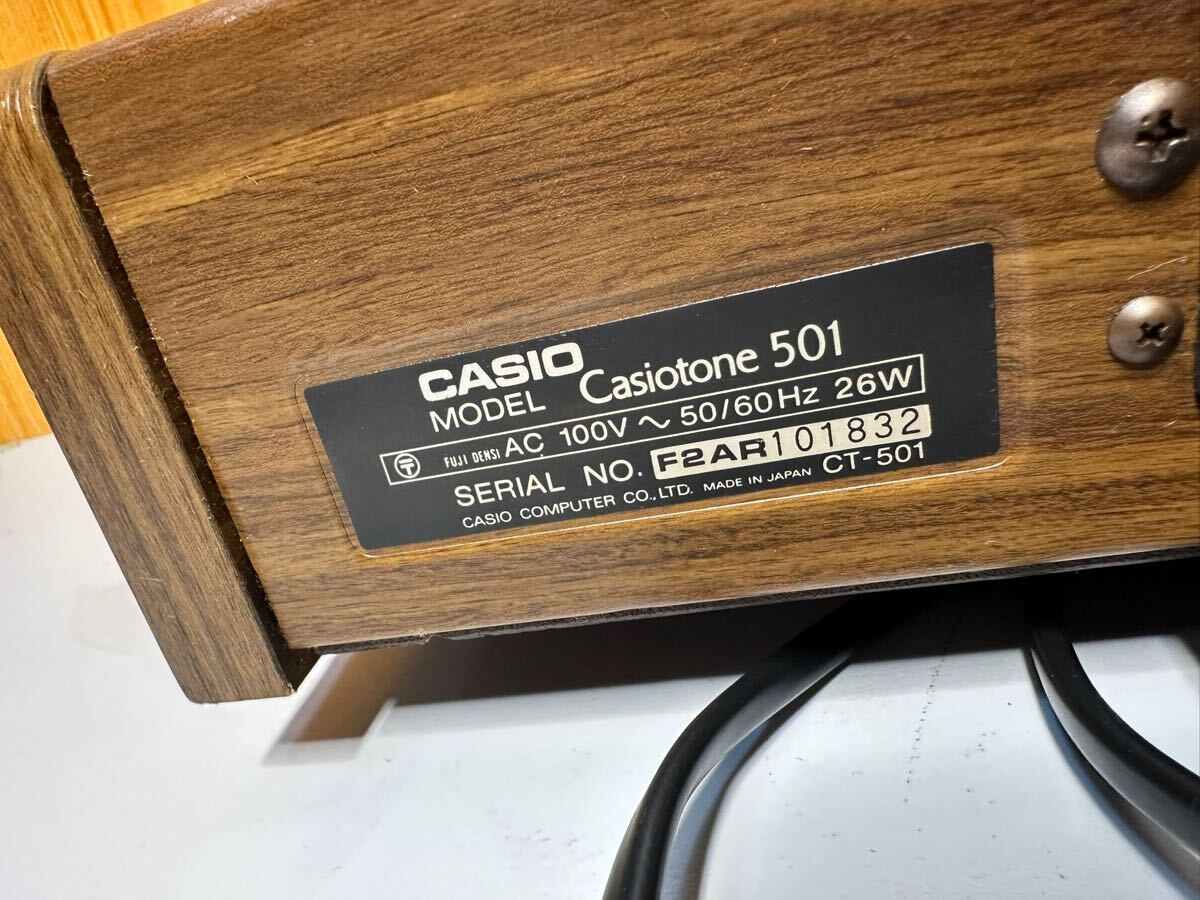 CASIO
MODEL Casiotone 501
〒 FUJI DENSI AC 100V ~ 50/60Hz 26W
SERIAL NO. F2AR101832
CASIO COMPUTER CO.,LTD. MADE IN JAPAN CT-501